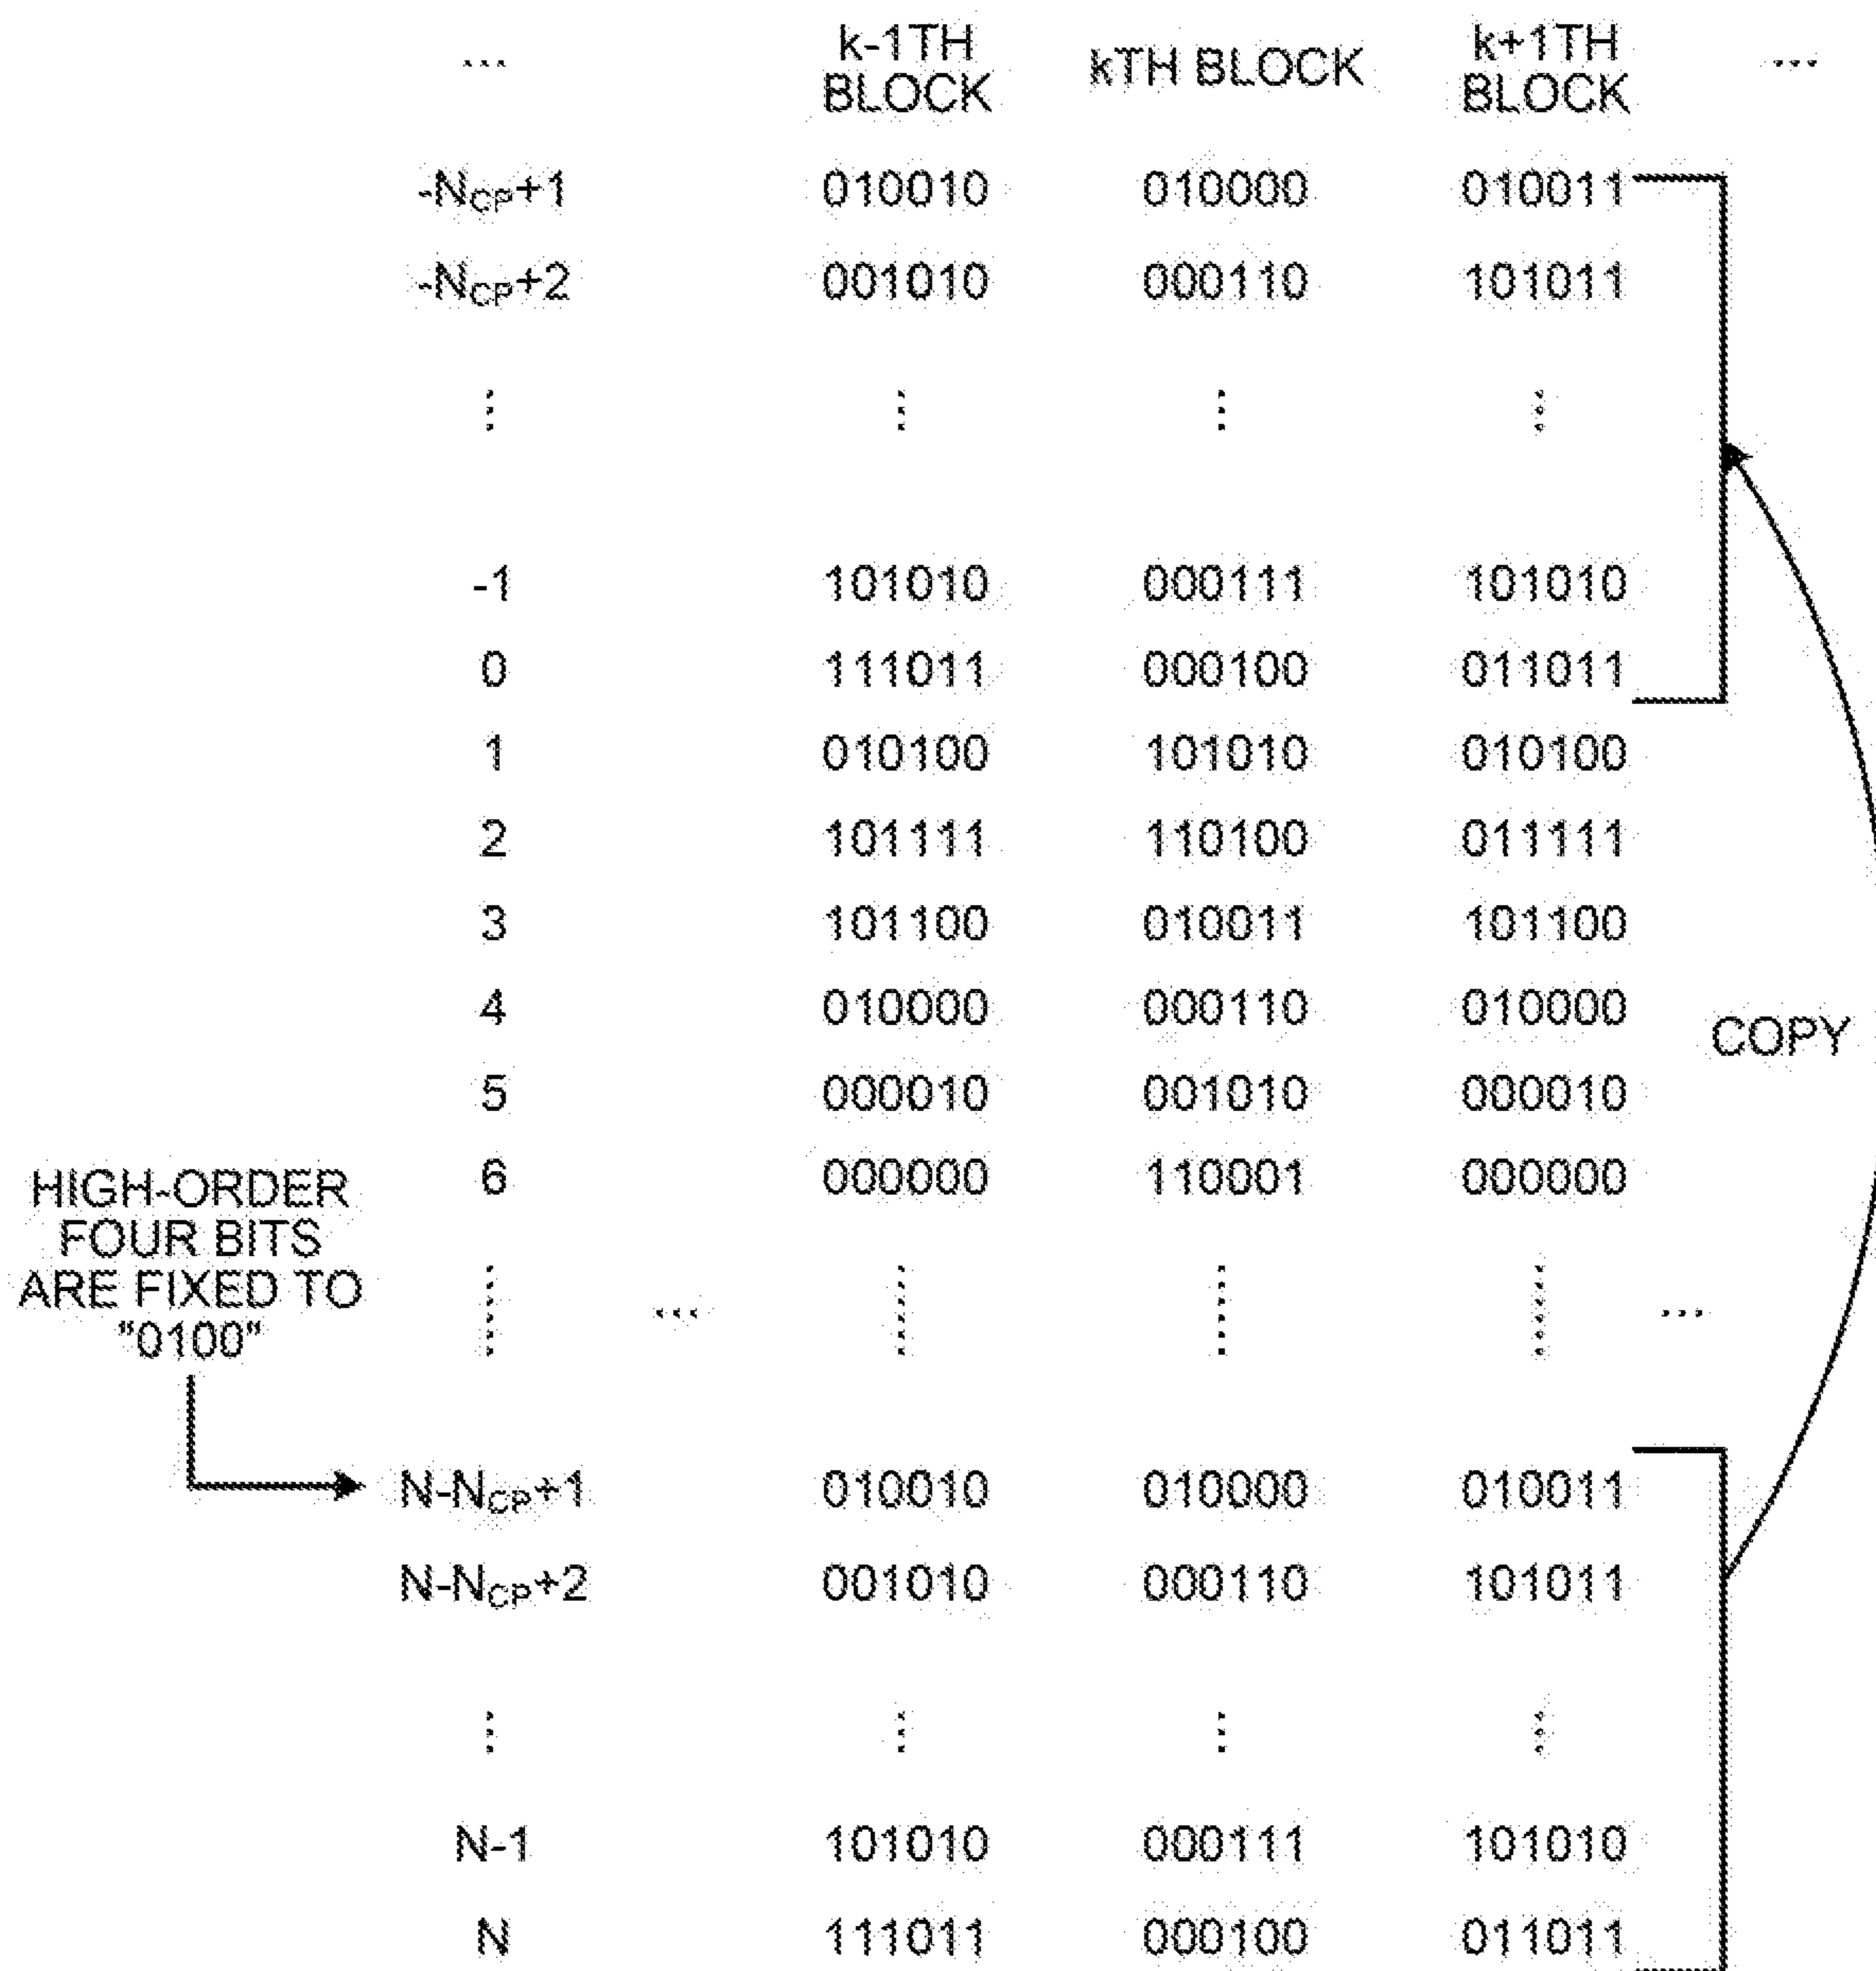 ... k-1TH BLOCK kTH BLOCK k+1TH BLOCK ...
-NCP+1 010010 010000 010011
-NCP+2 001010 000110 101011
⋮ ⋮ ⋮ ⋮
-1 101010 000111 101010
0 111011 000100 011011
1 010100 101010 010100
2 101111 110100 011111
3 101100 010011 101100
4 010000 000110 010000
COPY
5 000010 001010 000010
6 000000 110001 000000
HIGH-ORDER
FOUR BITS
ARE FIXED TO
"0100"
⋮ ... ⋮ ⋮ ⋮ ...
N-NCP+1 010010 010000 010011
N-NCP+2 001010 000110 101011
⋮ ⋮ ⋮ ⋮
N-1 101010 000111 101010
N 111011 000100 011011